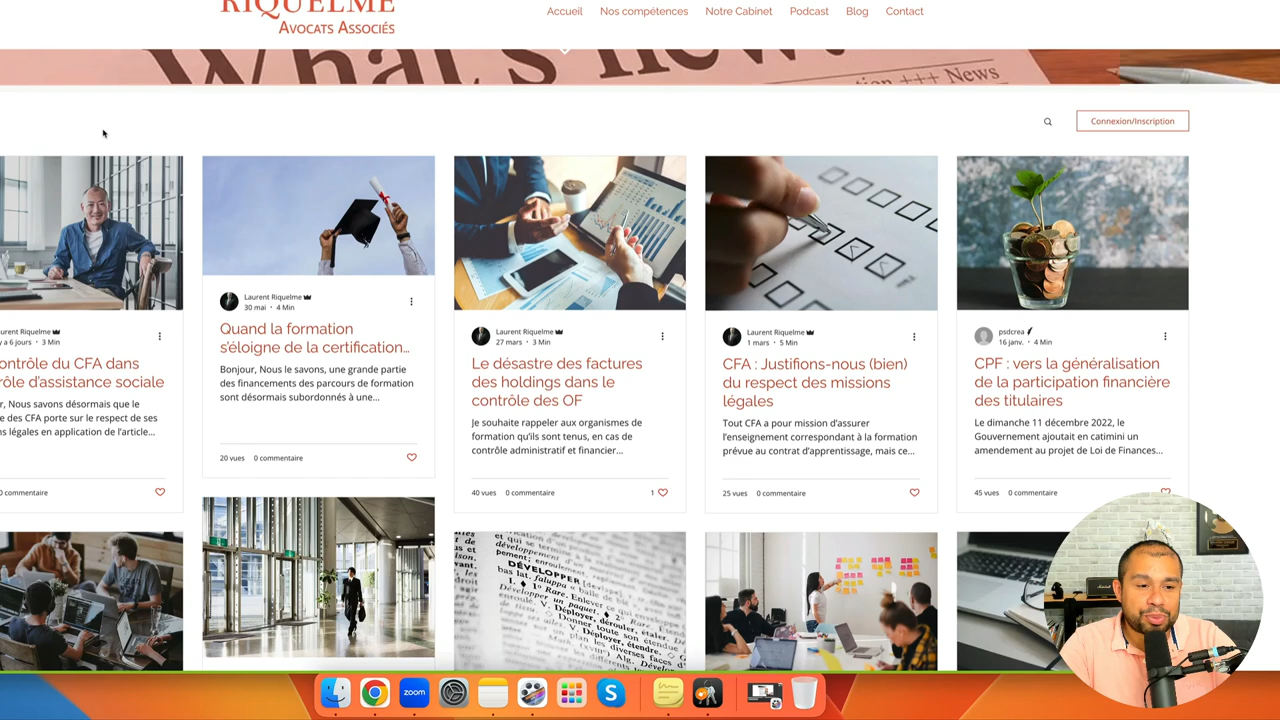 RIQUELME
AVOCATS ASSOCIÉS
Accueil
Nos compétences
Notre Cabinet
Podcast
Blog
Contact
What's new?
+++ News
Connexion/Inscription
urent Riquelme
y a 6 jours · 3 Min
ontrôle du CFA dans
rôle d'assistance sociale
r, Nous savons désormais que le
e des CFA porte sur le respect de ses
s légales en application de l'article...
0 commentaire
Laurent Riquelme
30 mai · 4 Min
Quand la formation
s'éloigne de la certification...
Bonjour, Nous le savons, une grande partie
des financements des parcours de formation
sont désormais subordonnés à une...
20 vues 0 commentaire
Laurent Riquelme
27 mars · 3 Min
Le désastre des factures
des holdings dans le
contrôle des OF
Je souhaite rappeler aux organismes de
formation qu'ils sont tenus, en cas de
contrôle administratif et financier...
40 vues 0 commentaire 1
Laurent Riquelme
1 mars · 5 Min
CFA : Justifions-nous (bien)
du respect des missions
légales
Tout CFA a pour mission d'assurer
l'enseignement correspondant à la formation
prévue au contrat d'apprentissage, mais ce...
25 vues 0 commentaire
psdcrea
16 janv. · 4 Min
CPF : vers la généralisation
de la participation financière
des titulaires
Le dimanche 11 décembre 2022, le
Gouvernement ajoutait en catimini un
amendement au projet de Loi de Finances...
45 vues 0 commentaire
DÉVELOPPER
Marshall
zoom